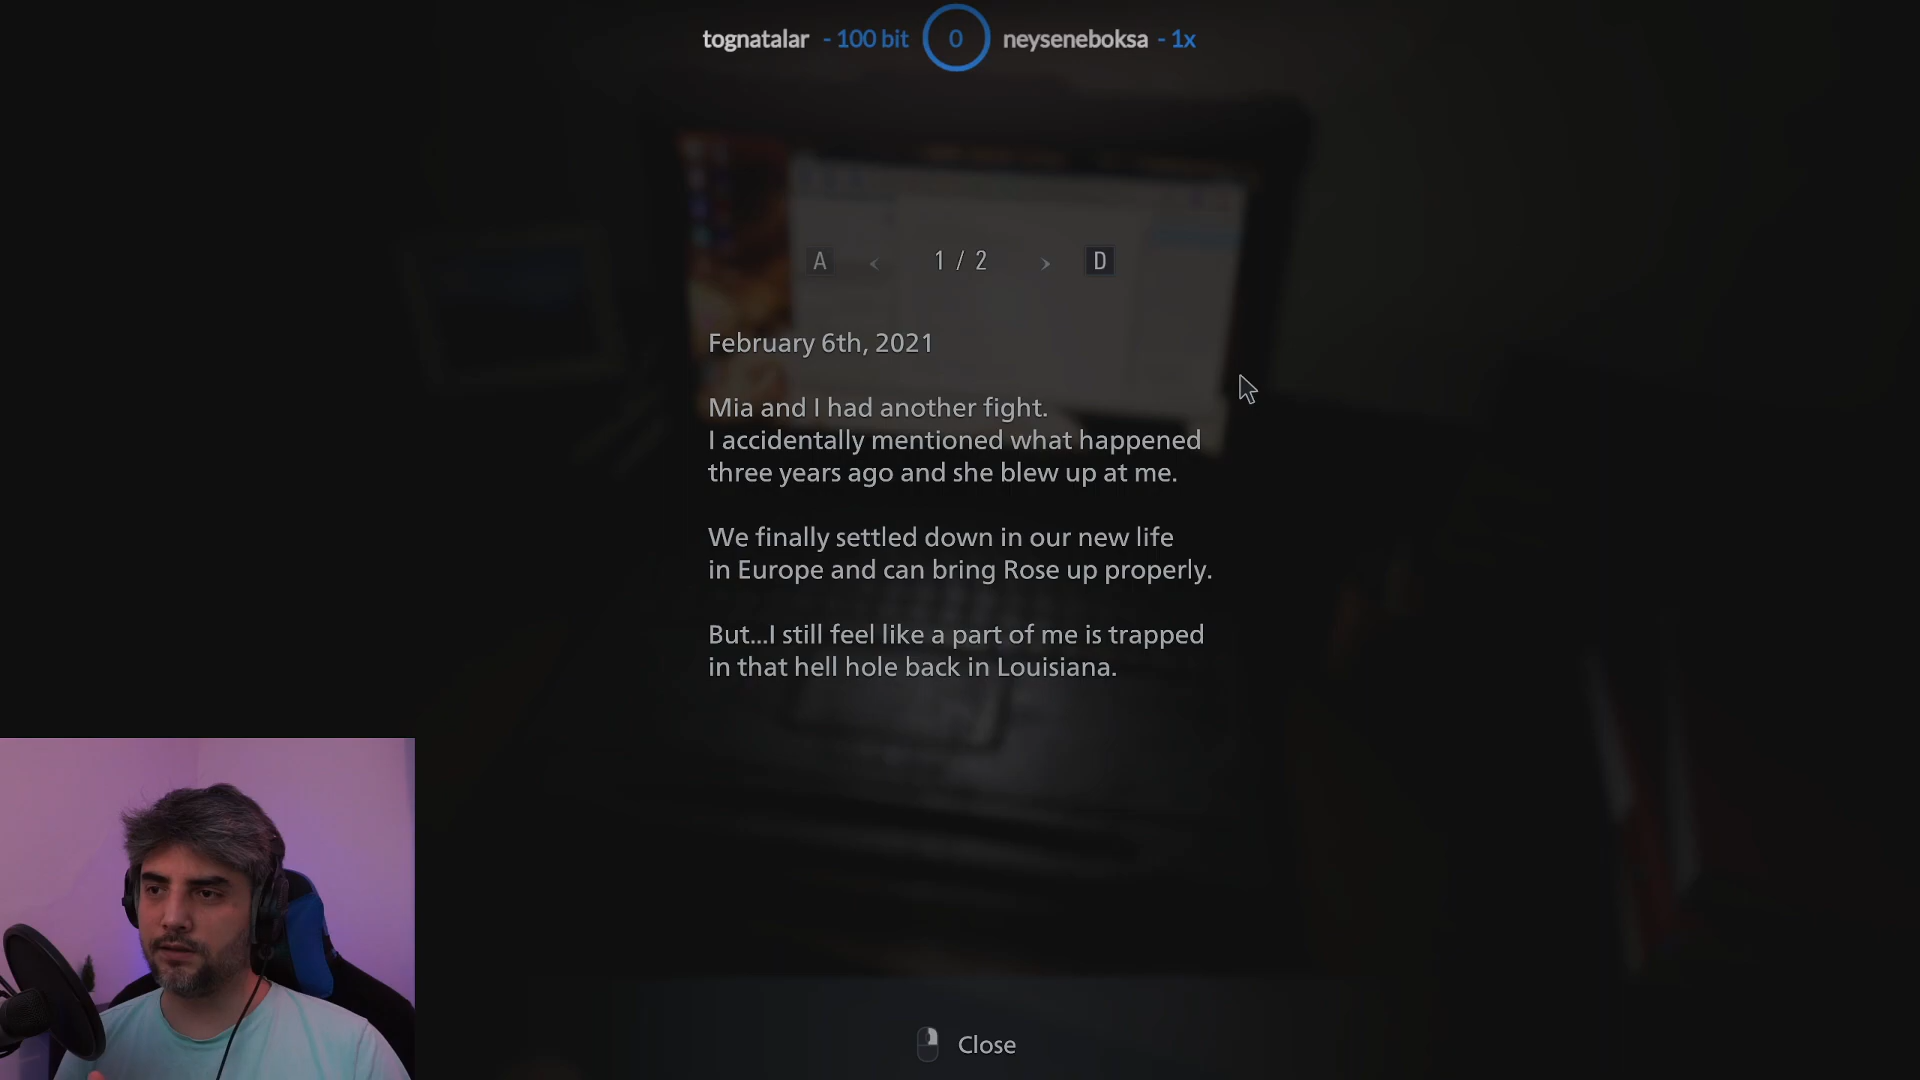 tognatalar - 100 bit 0 neyseneboksa - 1x
A < 1 / 2 > D
February 6th, 2021
Mia and I had another fight.
I accidentally mentioned what happened
three years ago and she blew up at me.
We finally settled down in our new life
in Europe and can bring Rose up properly.
But...I still feel like a part of me is trapped
in that hell hole back in Louisiana.
Close